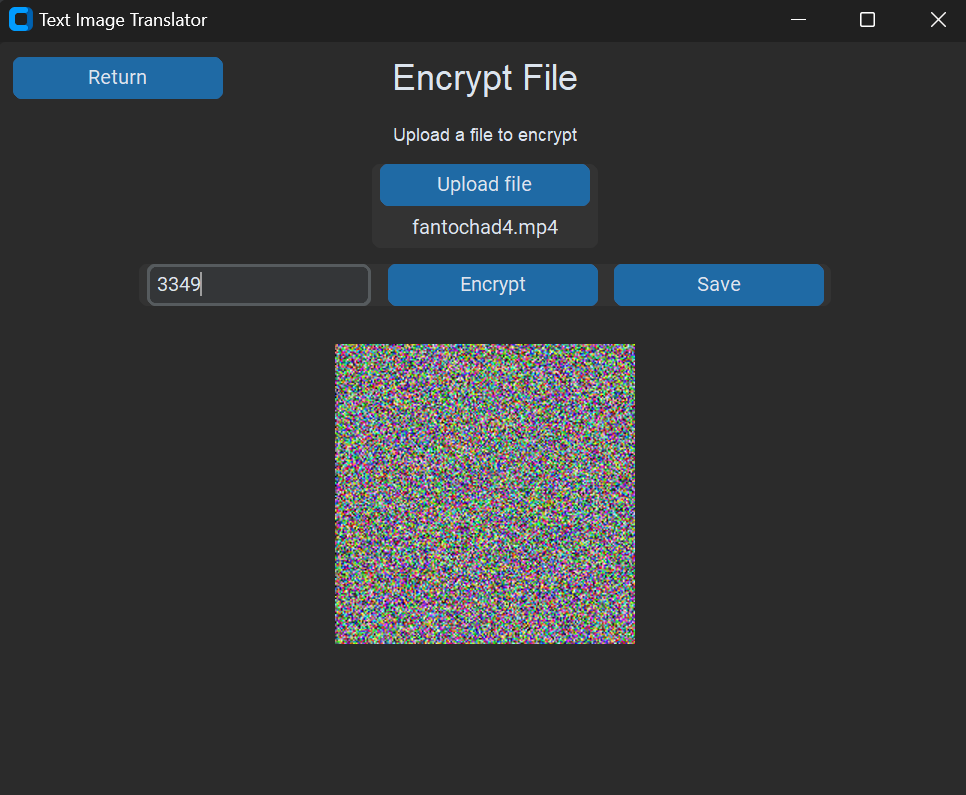 Text Image Translator
Return
Encrypt File
Upload a file to encrypt
Upload file
fantochad4.mp4
3349
Encrypt
Save